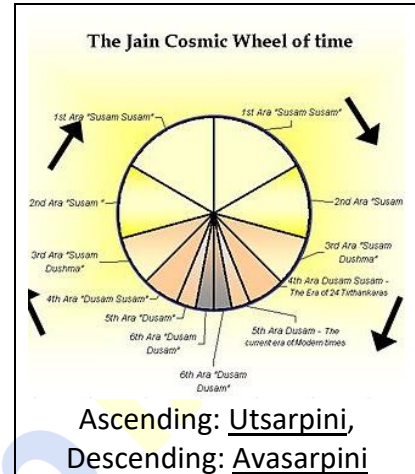 The Jain Cosmic Wheel of time
1st Ara "Susam Susam"
1st Ara "Susam Susam"
2nd Ara "Susam "
2nd Ara "Susam
3rd Ara "Susam
Dushma"
3rd Ara "Susam
Dushma"
4th Ara "Dusam Susam"
4th Ara Dusam Susam -
The Era of 24 Tirthankaras
5th Ara "Dusam"
5th Ara Dusam - The
current era of Modern times
6th Ara "Dusam
Dusam"
6th Ara "Dusam
Dusam"
Ascending: Utsarpini,
Descending: Avasarpini